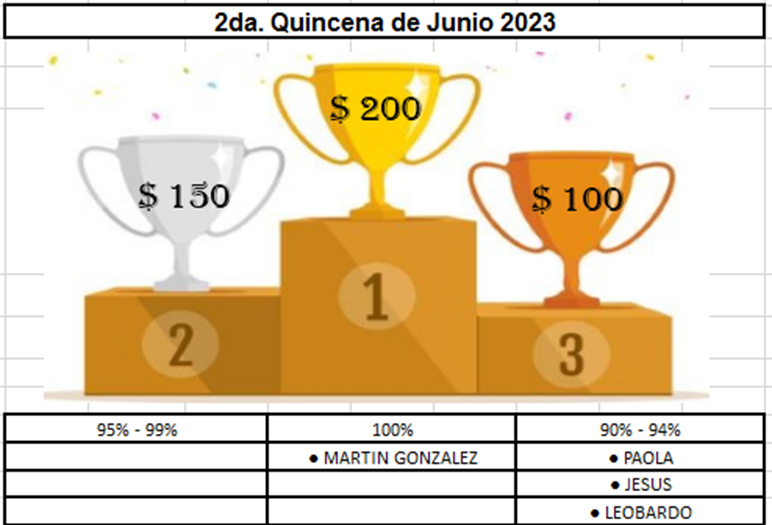 2da. Quincena de Junio 2023
$ 200
$ 150
$ 100
1
2
3
95% - 99% 100% 90% - 94%
● MARTIN GONZALEZ ● PAOLA
● JESUS
● LEOBARDO